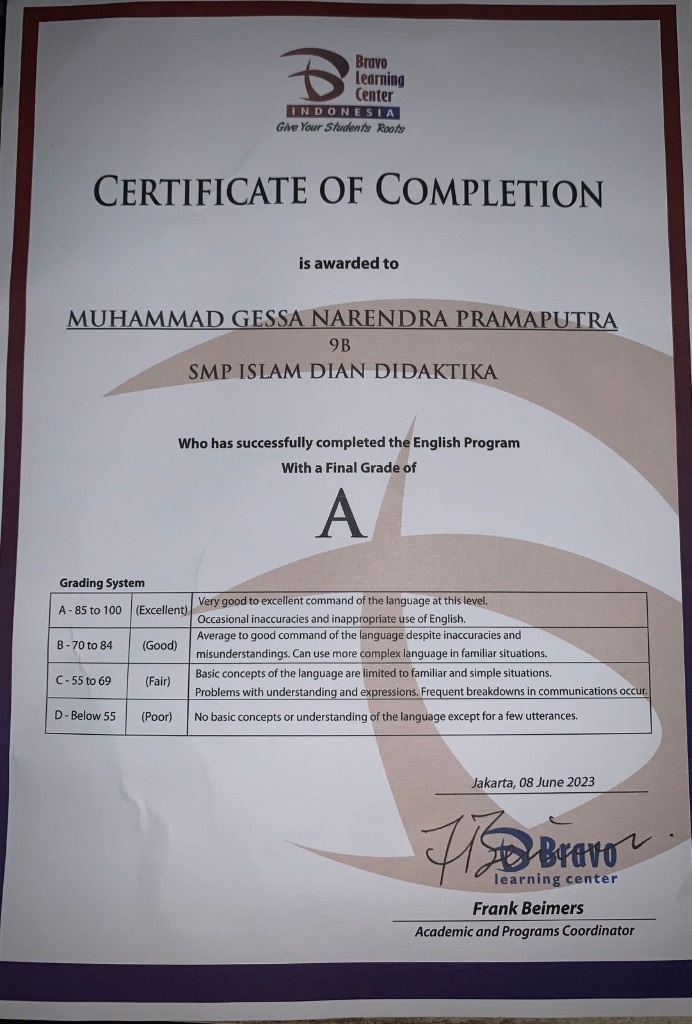 Bravo
Learning
Center
INDONESIA
Give Your Students Roots
CERTIFICATE OF COMPLETION
is awarded to
MUHAMMAD GESSA NARENDRA PRAMAPUTRA
9B
SMP ISLAM DIAN DIDAKTIKA
Who has successfully completed the English Program
With a Final Grade of
A
Grading System
A - 85 to 100 (Excellent) Very good to excellent command of the language at this level.
Occasional inaccuracies and inappropriate use of English.
B - 70 to 84 (Good) Average to good command of the language despite inaccuracies and
misunderstandings. Can use more complex language in familiar situations.
C - 55 to 69 (Fair) Basic concepts of the language are limited to familiar and simple situations.
Problems with understanding and expressions. Frequent breakdowns in communications occur.
D - Below 55 (Poor) No basic concepts or understanding of the language except for a few utterances.
Jakarta, 08 June 2023
Bravo
learning center
Frank Beimers
Academic and Programs Coordinator